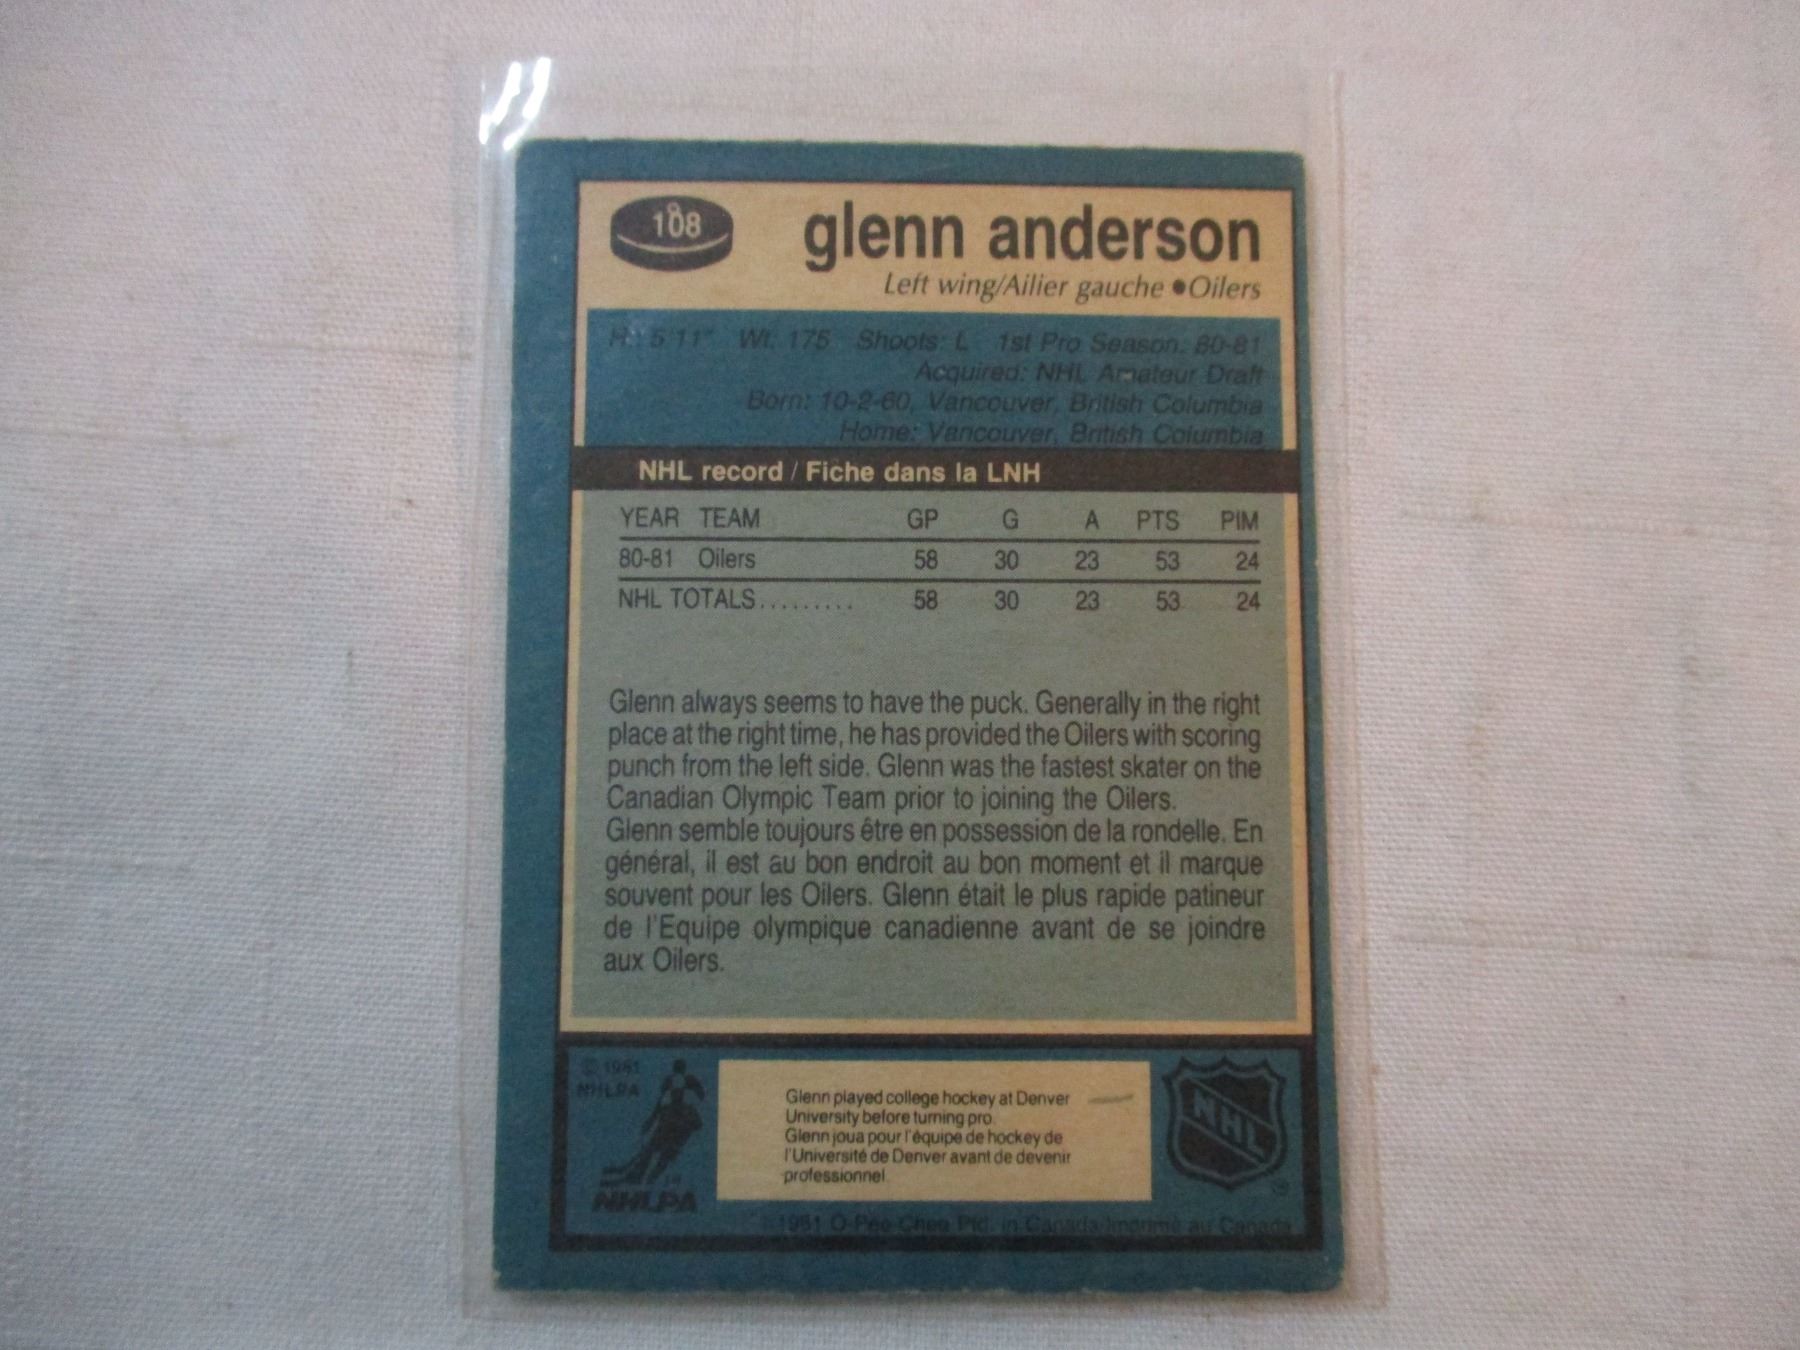 108
glenn anderson
Left wing/Ailier gauche ● Oilers
Ht: 5'11" Wt: 175 Shoots: L 1st Pro Season: 80-81
Acquired: NHL Amateur Draft
Born: 10-2-60, Vancouver, British Columbia
Home: Vancouver, British Columbia
NHL record / Fiche dans la LNH
YEAR TEAM GP G A PTS PIM
80-81 Oilers 58 30 23 53 24
NHL TOTALS......... 58 30 23 53 24
Glenn always seems to have the puck. Generally in the right
place at the right time, he has provided the Oilers with scoring
punch from the left side. Glenn was the fastest skater on the
Canadian Olympic Team prior to joining the Oilers.
Glenn semble toujours être en possession de la rondelle. En
général, il est au bon endroit au bon moment et il marque
souvent pour les Oilers. Glenn était le plus rapide patineur
de l'Equipe olympique canadienne avant de se joindre
aux Oilers.
© 1981
NHLPA
NHLPA
Glenn played college hockey at Denver
University before turning pro.
Glenn joua pour l'équipe de hockey de
l'Université de Denver avant de devenir
professionnel.
NHL
1981 O-Pee-Chee Ptd. in Canada-Imprimé au Canada